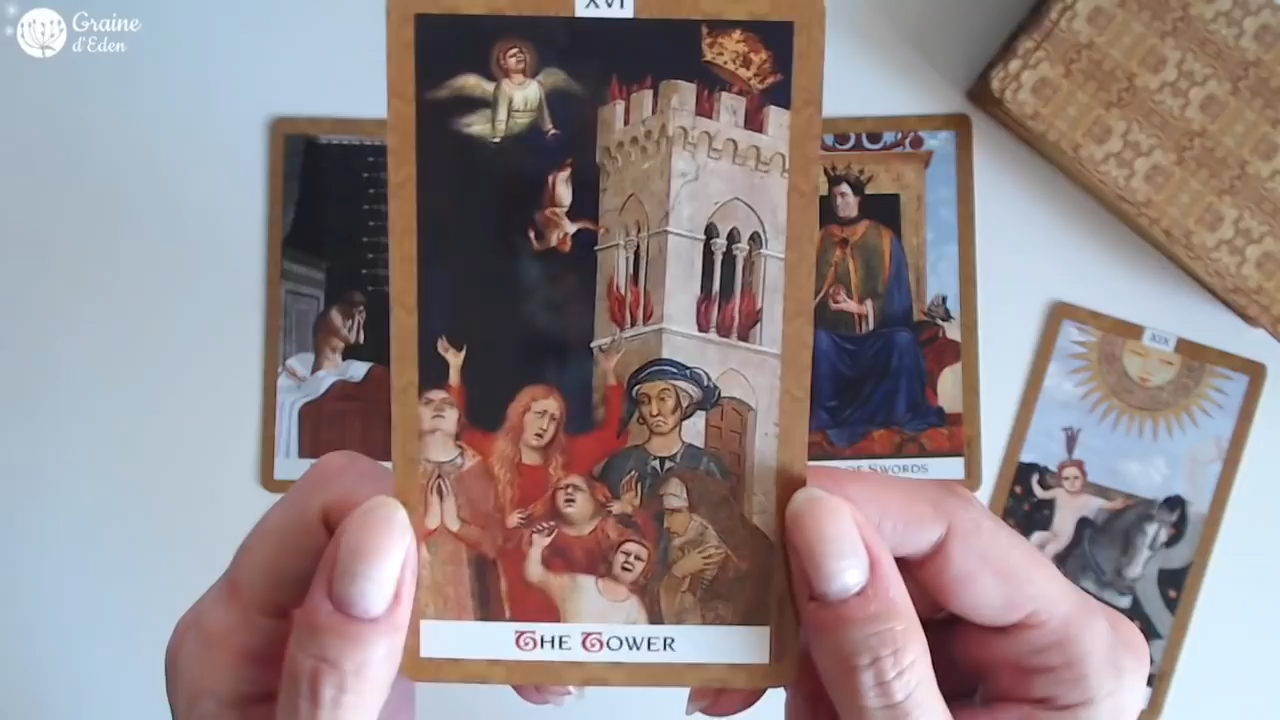 Graine
d'Eden
XVI
OF SWORDS
XIX
THE TOWER